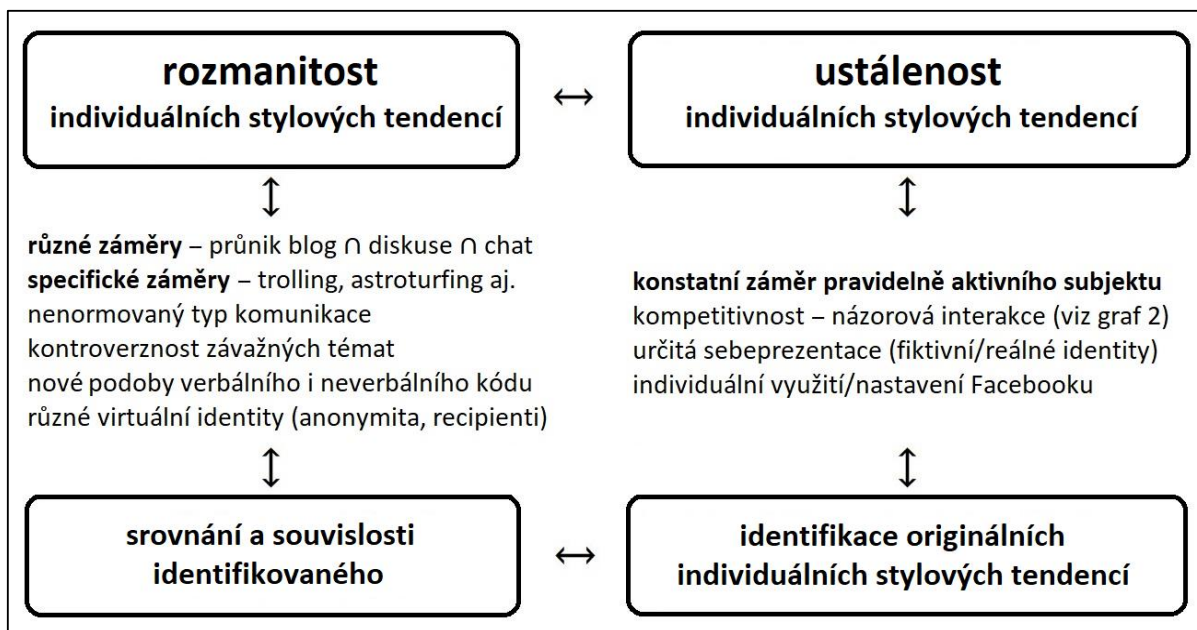 rozmanitost
individuálních stylových tendencí
↔
ustálenost
individuálních stylových tendencí
↕
↕
různé záměry – průnik blog ∩ diskuse ∩ chat
specifické záměry – trolling, astroturfing aj.
nenormovaný typ komunikace
kontroverznost závažných témat
nové podoby verbálního i neverbálního kódu
různé virtuální identity (anonymita, recipienti)
konstatní záměr pravidelně aktivního subjektu
kompetitivnost – názorová interakce (viz graf 2)
určitá sebeprezentace (fiktivní/reálné identity)
individuální využití/nastavení Facebooku
↕
↕
srovnání a souvislosti
identifikovaného
↔
identifikace originálních
individuálních stylových tendencí